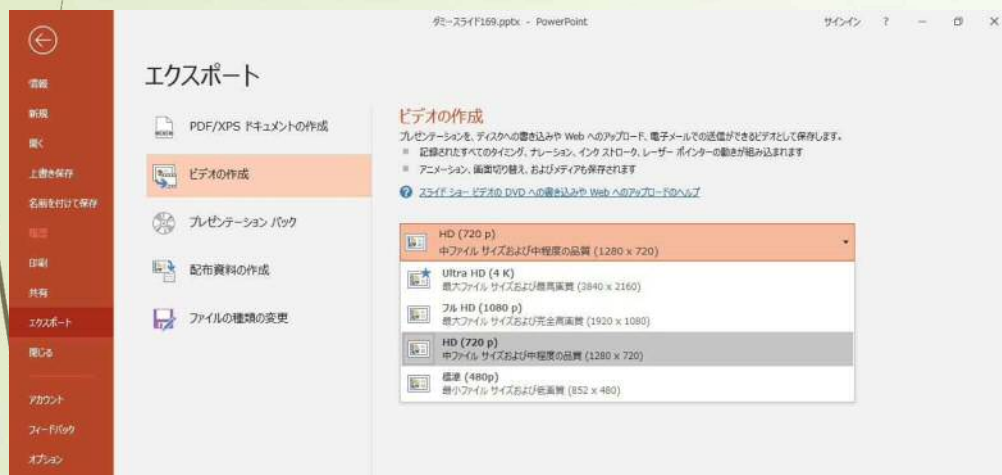 ダミースライド169.pptx - PowerPoint
サインイン ?
情報
新規
開く
上書き保存
名前を付けて保存
履歴
印刷
共有
エクスポート
閉じる
アカウント
フィードバック
オプション
エクスポート
PDF/XPS ドキュメントの作成
ビデオの作成
プレゼンテーション パック
配布資料の作成
ファイルの種類の変更
ビデオの作成
プレゼンテーションを、ディスクへの書き込みや Web へのアップロード、電子メールでの送信ができるビデオとして保存します。
記録されたすべてのタイミング、ナレーション、インク ストローク、レーザー ポインターの動きが組み込まれます
アニメーション、画面切り替え、およびメディアも保存されます
スライド ショー ビデオの DVD への書き込みや Web へのアップロードのヘルプ
HD (720 p)
中ファイル サイズおよび中程度の品質 (1280 x 720)
Ultra HD (4 K)
最大ファイル サイズおよび最高画質 (3840 x 2160)
フル HD (1080 p)
最大ファイル サイズおよび完全高画質 (1920 x 1080)
HD (720 p)
中ファイル サイズおよび中程度の品質 (1280 x 720)
標準 (480p)
最小ファイル サイズおよび低画質 (852 x 480)